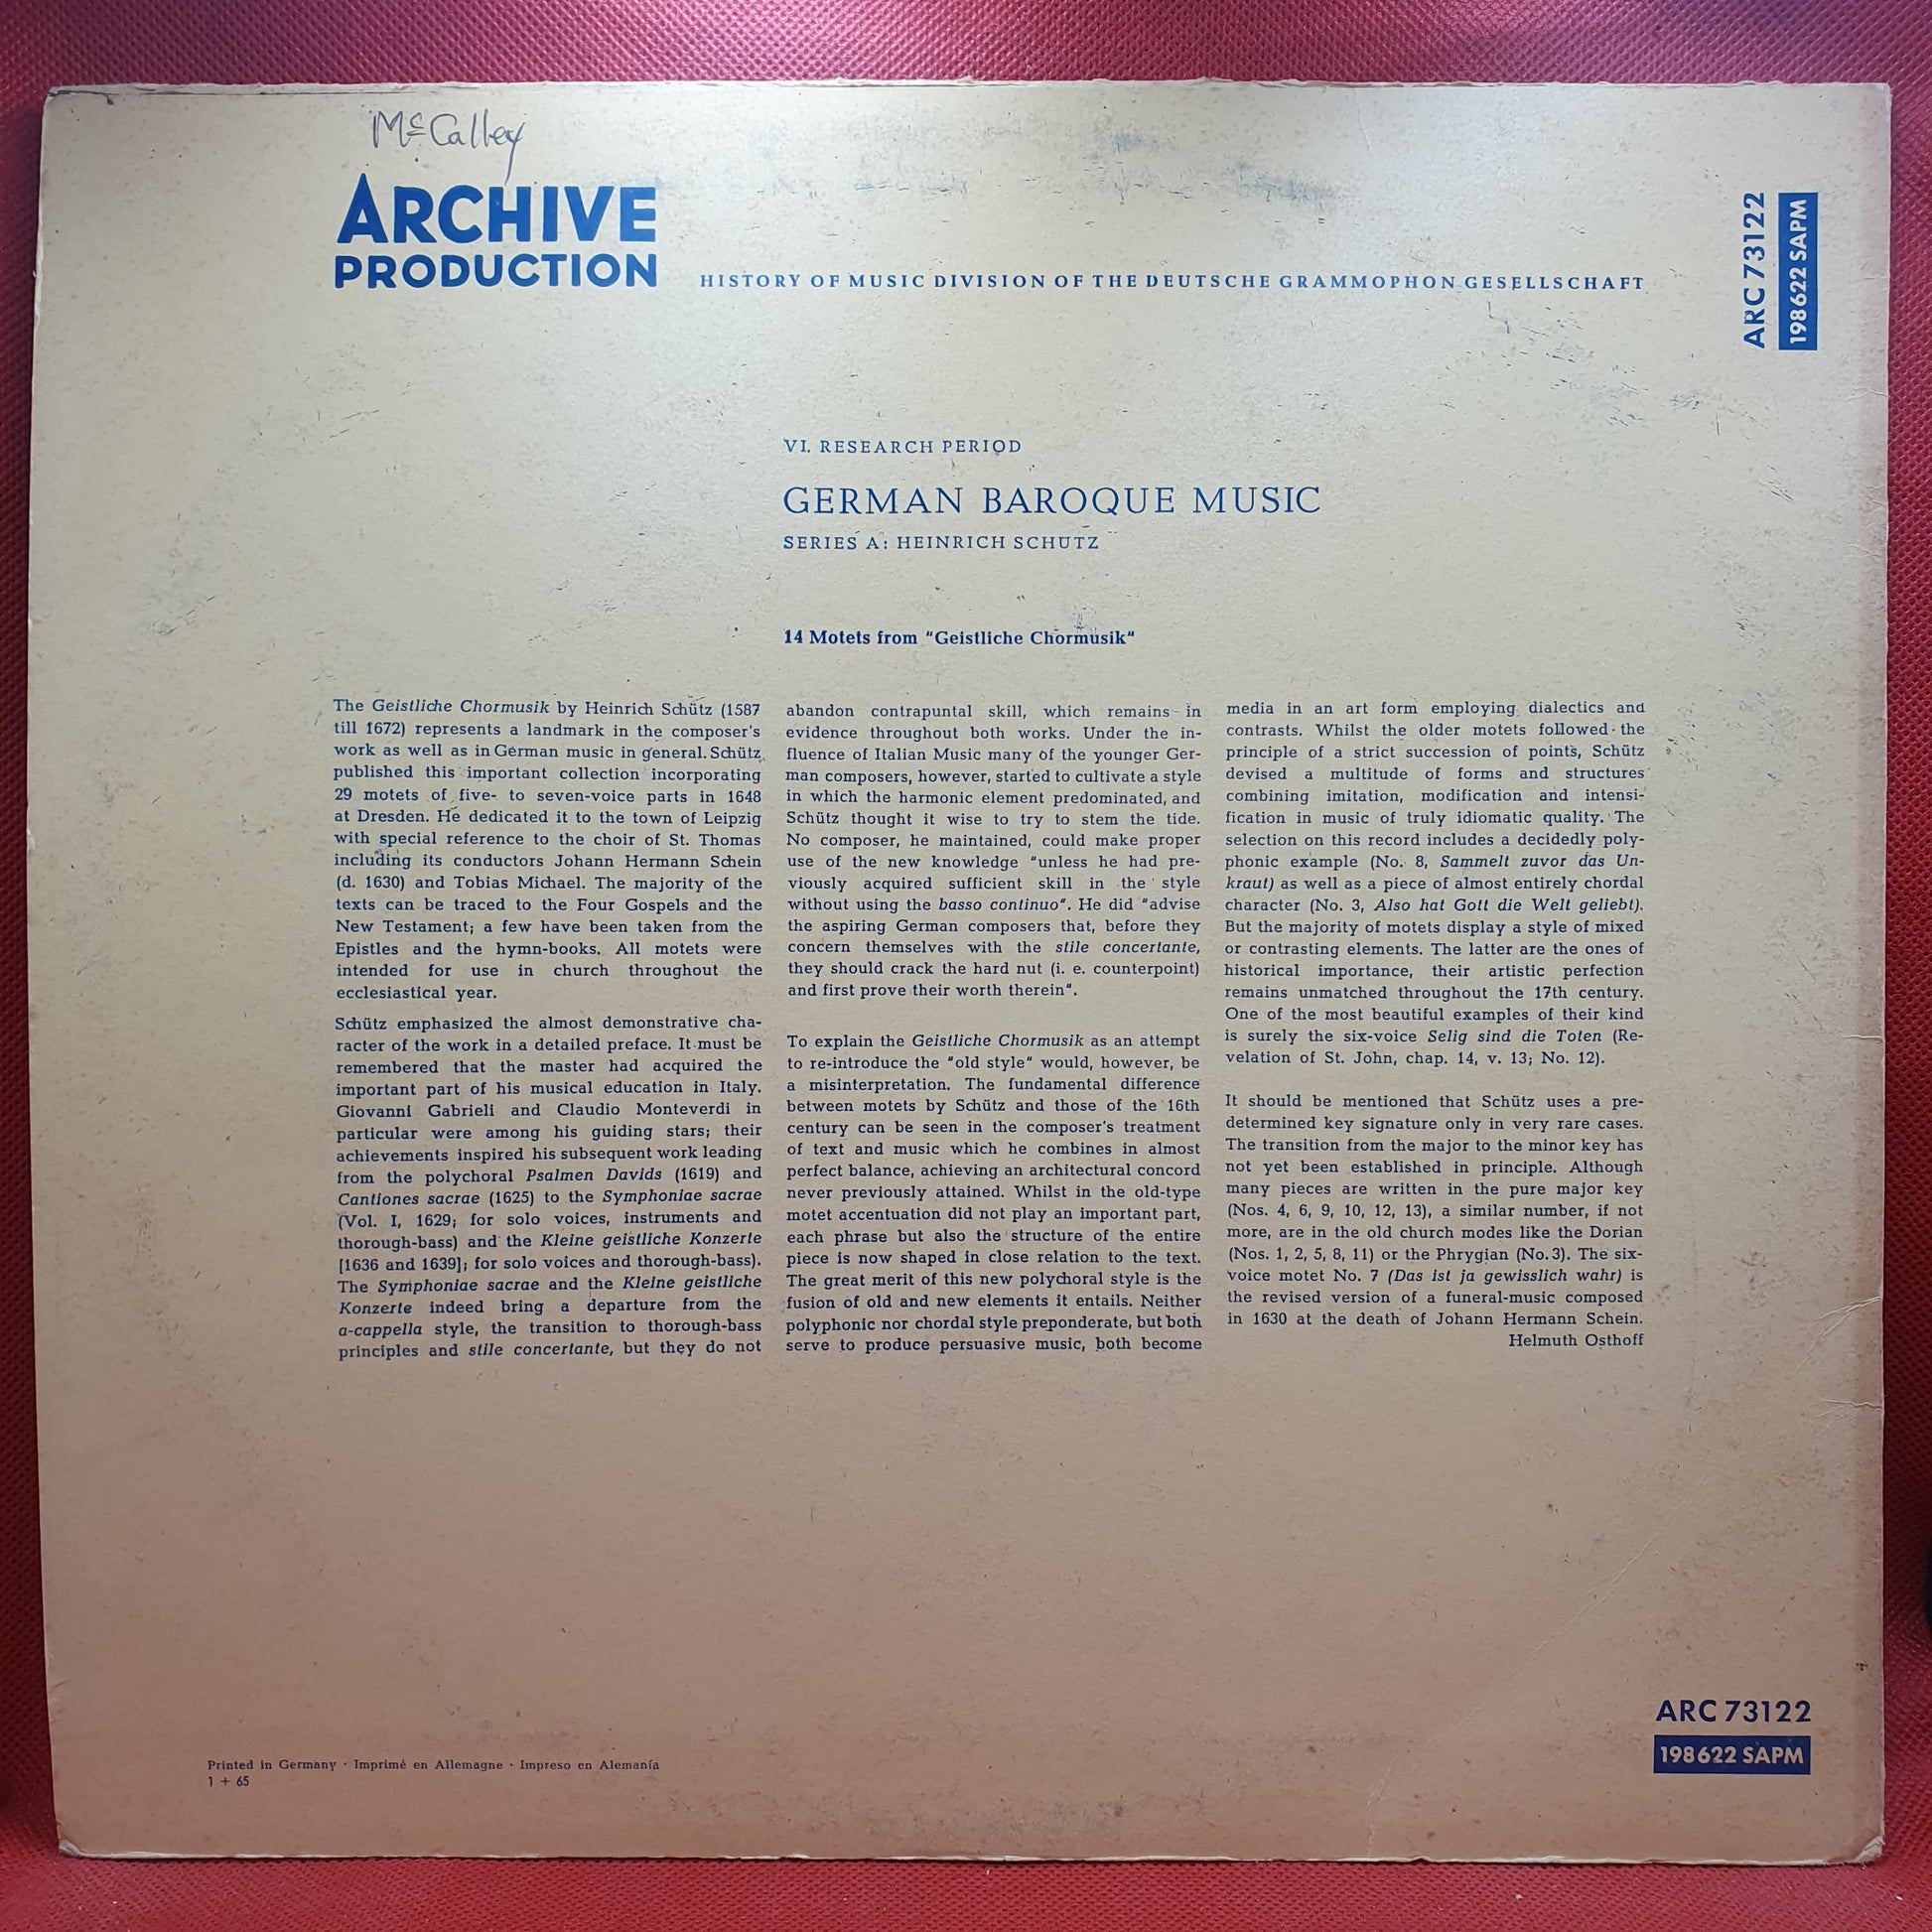 McCalley
ARCHIVE
PRODUCTION
HISTORY OF MUSIC DIVISION OF THE DEUTSCHE GRAMMOPHON GESELLSCHAFT
ARC 73122
198622 SAPM
VI. RESEARCH PERIOD
GERMAN BAROQUE MUSIC
SERIES A: HEINRICH SCHÜTZ
14 Motets from "Geistliche Chormusik"
The Geistliche Chormusik by Heinrich Schütz (1587
till 1672) represents a landmark in the composer's
work as well as in German music in general. Schütz
published this important collection incorporating
29 motets of five- to seven-voice parts in 1648
at Dresden. He dedicated it to the town of Leipzig
with special reference to the choir of St. Thomas
including its conductors Johann Hermann Schein
(d. 1630) and Tobias Michael. The majority of the
texts can be traced to the Four Gospels and the
New Testament; a few have been taken from the
Epistles and the hymn-books. All motets were
intended for use in church throughout the
ecclesiastical year.
Schütz emphasized the almost demonstrative cha-
racter of the work in a detailed preface. It must be
remembered that the master had acquired the
important part of his musical education in Italy.
Giovanni Gabrieli and Claudio Monteverdi in
particular were among his guiding stars; their
achievements inspired his subsequent work leading
from the polychoral Psalmen Davids (1619) and
Cantiones sacrae (1625) to the Symphoniae sacrae
(Vol. I, 1629; for solo voices, instruments and
thorough-bass) and the Kleine geistliche Konzerte
[1636 and 1639]; for solo voices and thorough-bass).
The Symphoniae sacrae and the Kleine geistliche
Konzerte indeed bring a departure from the
a-cappella style, the transition to thorough-bass
principles and stile concertante, but they do not
abandon contrapuntal skill, which remains in
evidence throughout both works. Under the in-
fluence of Italian Music many of the younger Ger-
man composers, however, started to cultivate a style
in which the harmonic element predominated, and
Schütz thought it wise to try to stem the tide.
No composer, he maintained, could make proper
use of the new knowledge "unless he had pre-
viously acquired sufficient skill in the style
without using the basso continuo". He did "advise
the aspiring German composers that, before they
concern themselves with the stile concertante,
they should crack the hard nut (i. e. counterpoint)
and first prove their worth therein".
To explain the Geistliche Chormusik as an attempt
to re-introduce the "old style" would, however, be
a misinterpretation. The fundamental difference
between motets by Schütz and those of the 16th
century can be seen in the composer's treatment
of text and music which he combines in almost
perfect balance, achieving an architectural concord
never previously attained. Whilst in the old-type
motet accentuation did not play an important part,
each phrase but also the structure of the entire
piece is now shaped in close relation to the text.
The great merit of this new polychoral style is the
fusion of old and new elements it entails. Neither
polyphonic nor chordal style preponderate, but both
serve to produce persuasive music, both become
media in an art form employing dialectics and
contrasts. Whilst the older motets followed the
principle of a strict succession of points, Schütz
devised a multitude of forms and structures
combining imitation, modification and intensi-
fication in music of truly idiomatic quality. The
selection on this record includes a decidedly poly-
phonic example (No. 8, Sammelt zuvor das Un-
kraut) as well as a piece of almost entirely chordal
character (No. 3, Also hat Gott die Welt geliebt).
But the majority of motets display a style of mixed
or contrasting elements. The latter are the ones of
historical importance, their artistic perfection
remains unmatched throughout the 17th century.
One of the most beautiful examples of their kind
is surely the six-voice Selig sind die Toten (Re-
velation of St. John, chap. 14, v. 13; No. 12).
It should be mentioned that Schütz uses a pre-
determined key signature only in very rare cases.
The transition from the major to the minor key has
not yet been established in principle. Although
many pieces are written in the pure major key
(Nos. 4, 6, 9, 10, 12, 13), a similar number, if not
more, are in the old church modes like the Dorian
(Nos. 1, 2, 5, 8, 11) or the Phrygian (No. 3). The six-
voice motet No. 7 (Das ist ja gewisslich wahr) is
the revised version of a funeral-music composed
in 1630 at the death of Johann Hermann Schein.
Helmuth Osthoff
ARC 73122
198622 SAPM
Printed in Germany · Imprimé en Allemagne · Impreso en Alemanía
1 + 65